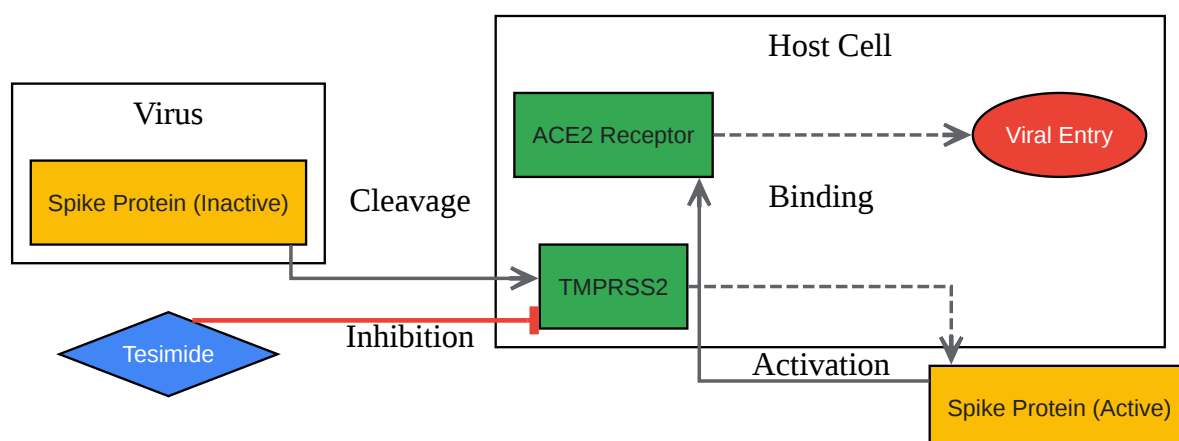 Host Cell
Virus
ACE2 Receptor
Viral Entry
Spike Protein (Inactive)
Cleavage
Binding
TMPRSS2
Inhibition
Tesimide
Activation
Spike Protein (Active)